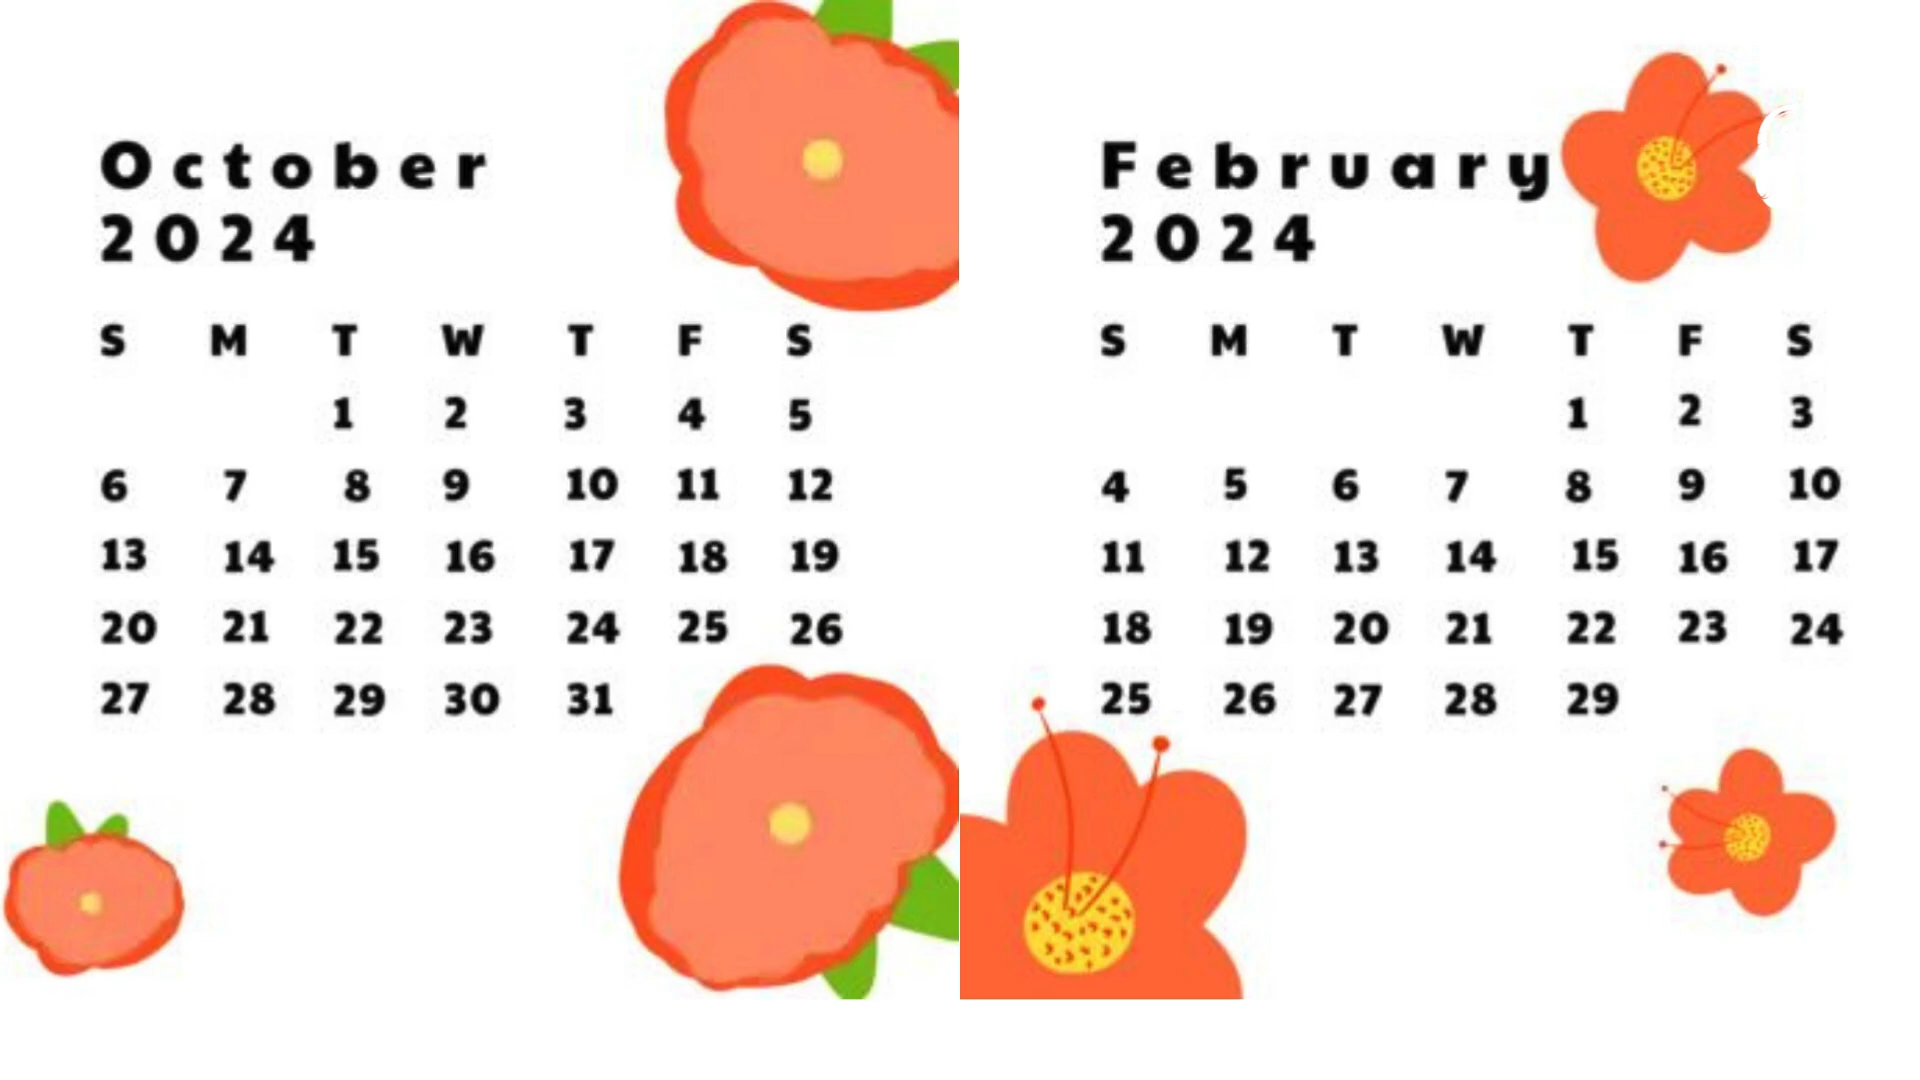 October
2024
S M T W T F S
1 2 3 4 5
6 7 8 9 10 11 12
13 14 15 16 17 18 19
20 21 22 23 24 25 26
27 28 29 30 31
February
2024
S M T W T F S
1 2 3
4 5 6 7 8 9 10
11 12 13 14 15 16 17
18 19 20 21 22 23 24
25 26 27 28 29